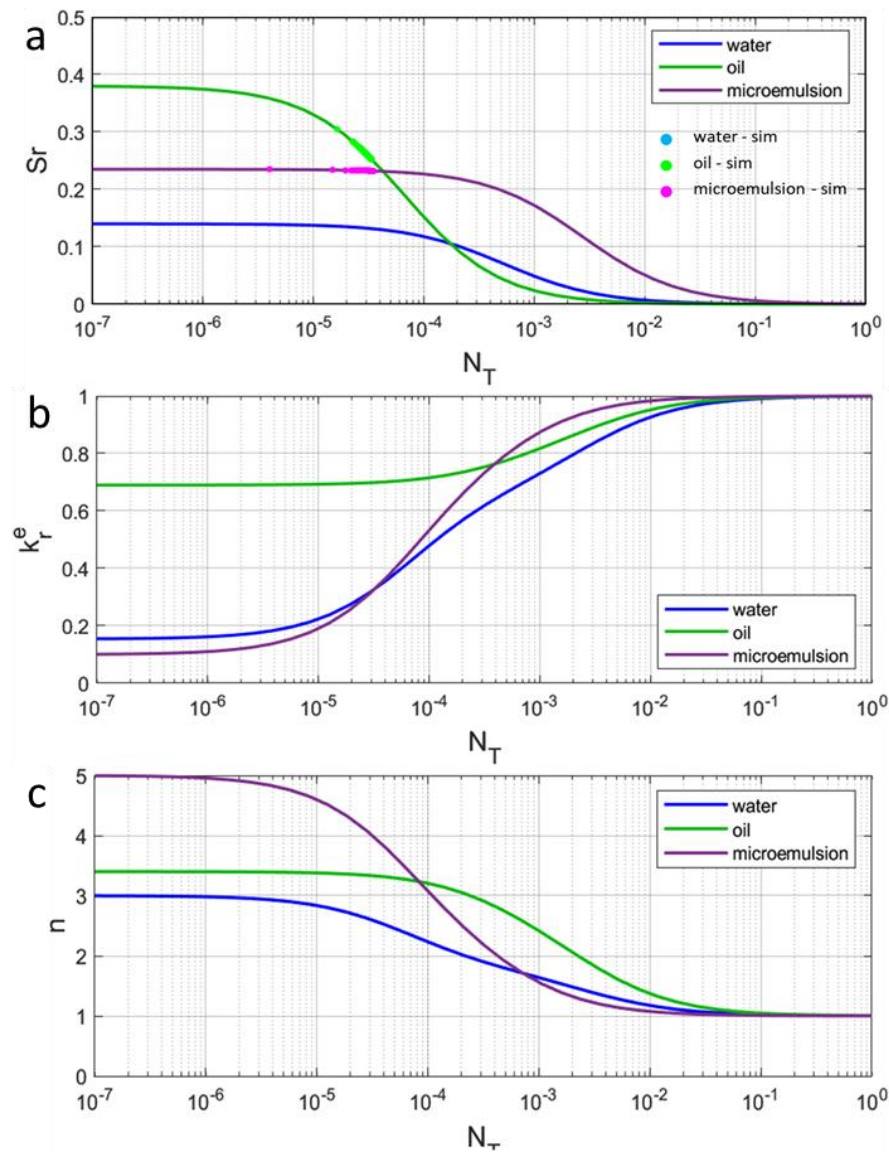 a
0.5
0.4
0.3
0.2
0.1
0
Sr
water
oil
microemulsion
water - sim
oil - sim
microemulsion - sim
10⁻⁷ 10⁻⁶ 10⁻⁵ 10⁻⁴ 10⁻³ 10⁻² 10⁻¹ 10⁰
N_T
b
1
0.8
0.6
0.4
0.2
0
k_r^e
water
oil
microemulsion
10⁻⁷ 10⁻⁶ 10⁻⁵ 10⁻⁴ 10⁻³ 10⁻² 10⁻¹ 10⁰
N_T
c
5
4
3
2
1
0
n
water
oil
microemulsion
10⁻⁷ 10⁻⁶ 10⁻⁵ 10⁻⁴ 10⁻³ 10⁻² 10⁻¹ 10⁰
N_T